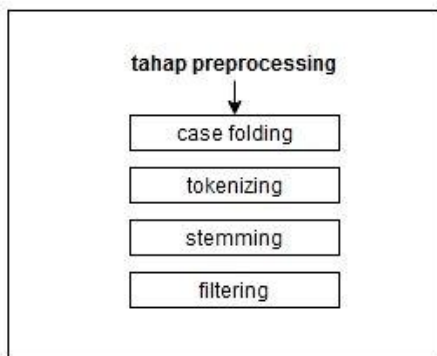 tahap preprocessing
case folding
tokenizing
stemming
filtering